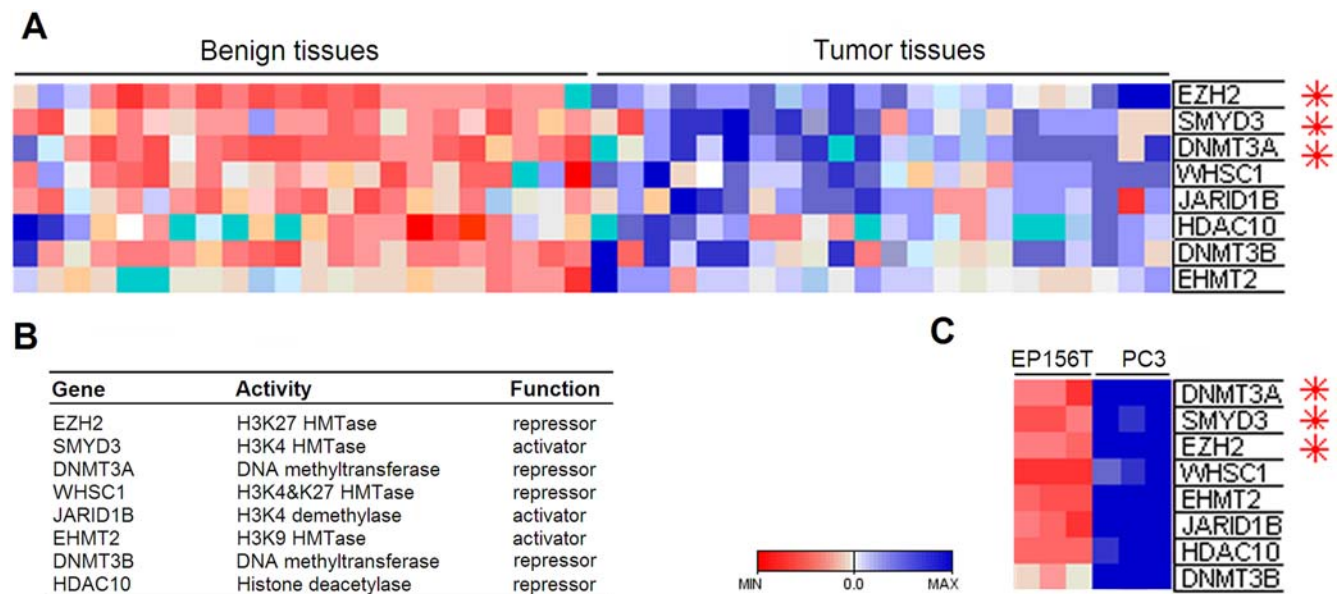 A
Benign tissues Tumor tissues
EZH2
SMYD3
DNMT3A
WHSC1
JARID1B
HDAC10
DNMT3B
EHMT2
B
Gene Activity Function
EZH2 H3K27 HMTase repressor
SMYD3 H3K4 HMTase activator
DNMT3A DNA methyltransferase repressor
WHSC1 H3K4&K27 HMTase repressor
JARID1B H3K4 demethylase activator
EHMT2 H3K9 HMTase activator
DNMT3B DNA methyltransferase repressor
HDAC10 Histone deacetylase repressor
MIN 0.0 MAX
C
EP156T PC3
DNMT3A
SMYD3
EZH2
WHSC1
EHMT2
JARID1B
HDAC10
DNMT3B